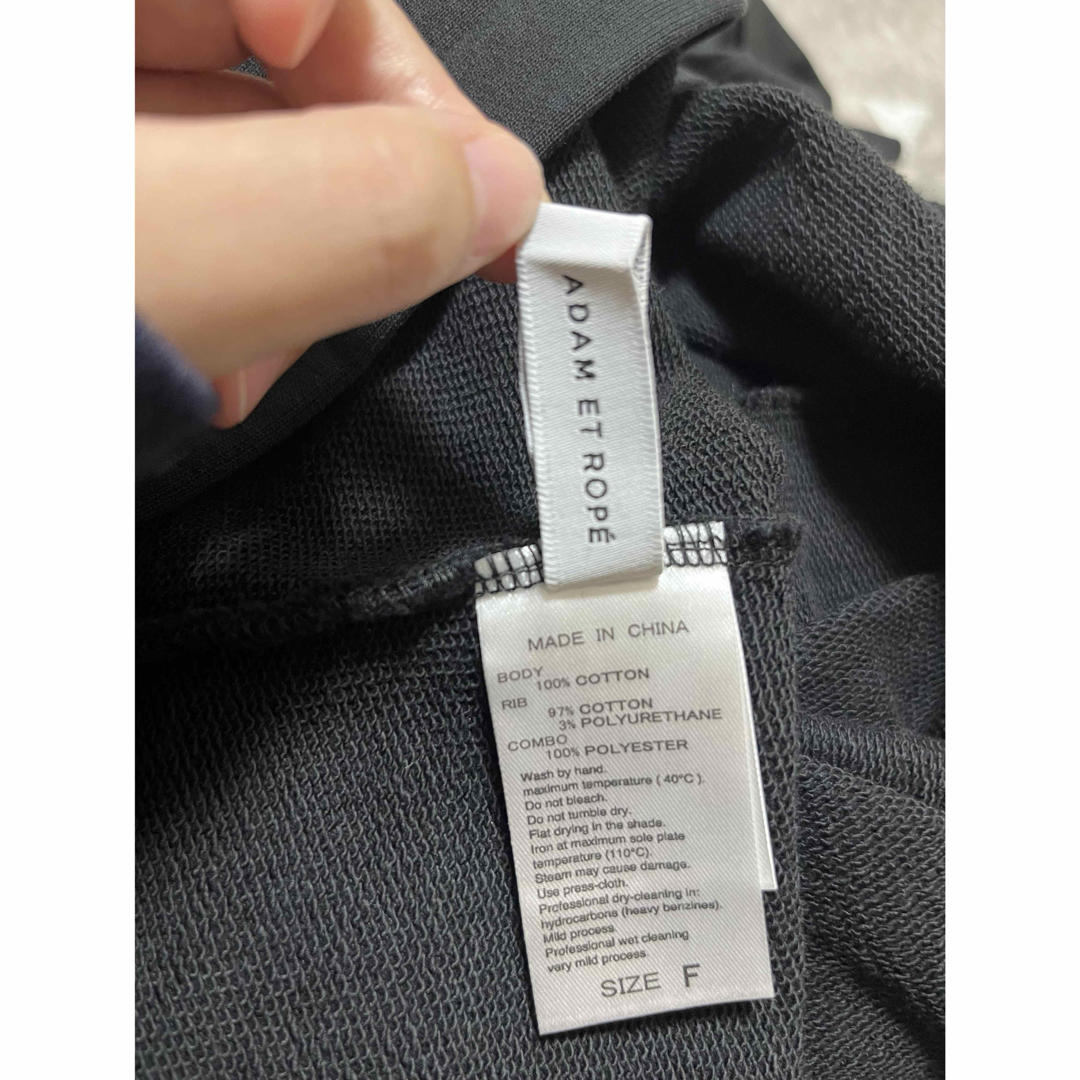 ADAM ET ROPÉ
MADE IN CHINA
BODY
100% COTTON
RIB
97% COTTON
3% POLYURETHANE
COMBO
100% POLYESTER
Wash by hand.
maximum temperature ( 40°C ).
Do not bleach.
Do not tumble dry.
Flat drying in the shade.
Iron at maximum sole plate
temperature (110°C).
Steam may cause damage.
Use press-cloth.
Professional dry-cleaning in:
hydrocarbons (heavy benzines).
Mild process.
Professional wet cleaning
very mild process.
SIZE F